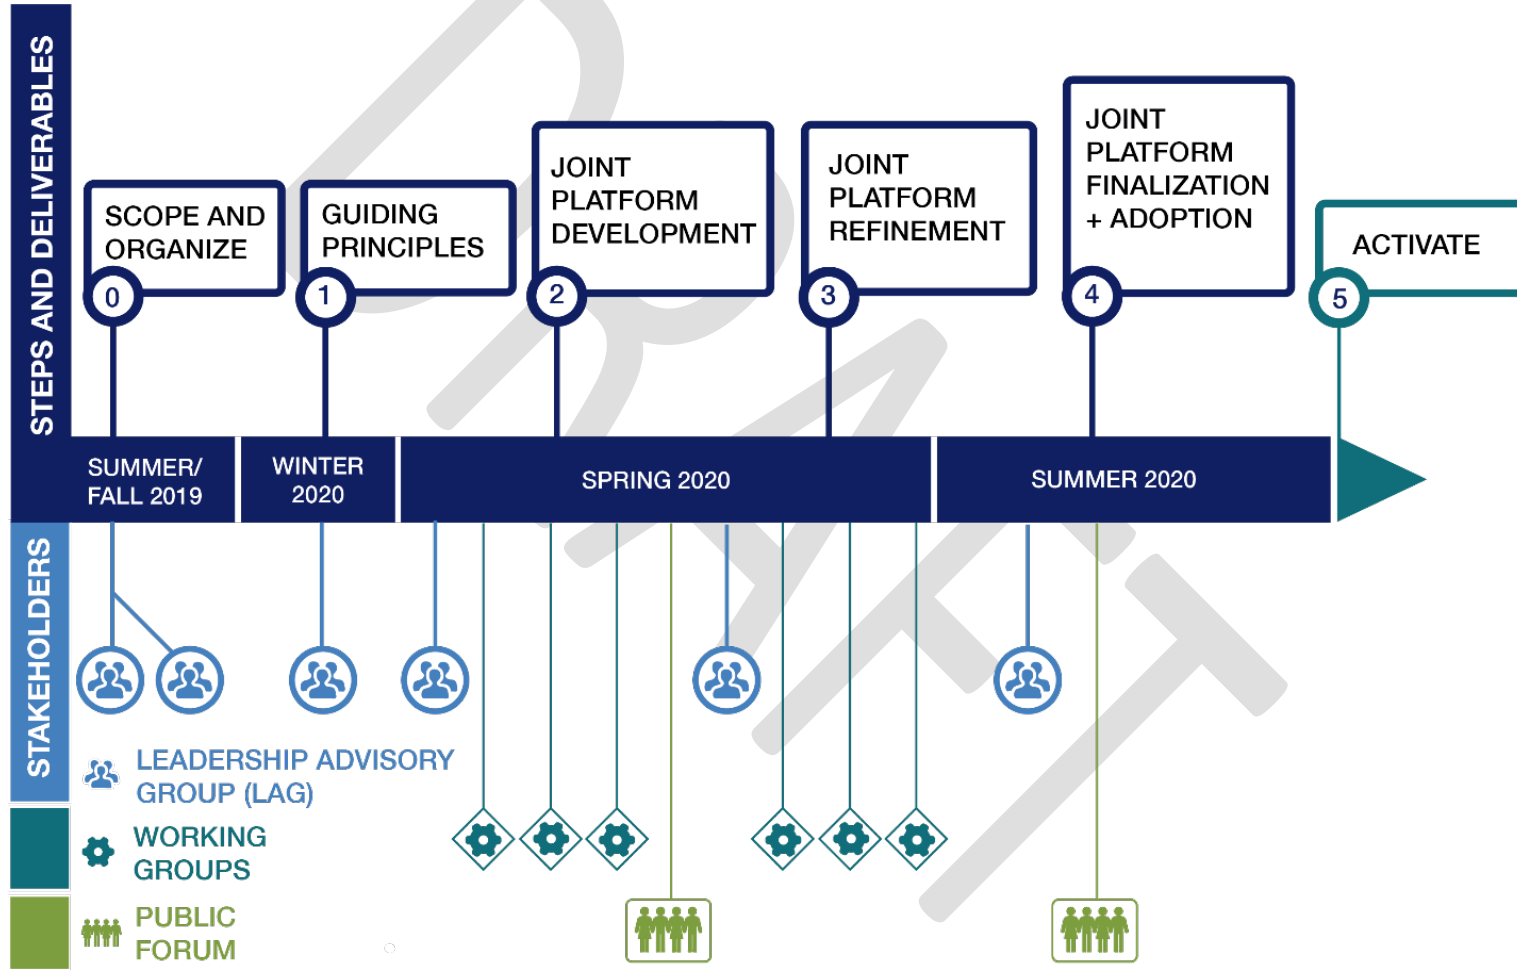 STEPS AND DELIVERABLES
SCOPE AND
ORGANIZE
0
GUIDING
PRINCIPLES
1
JOINT
PLATFORM
DEVELOPMENT
2
JOINT
PLATFORM
REFINEMENT
3
JOINT
PLATFORM
FINALIZATION
+ ADOPTION
4
ACTIVATE
5
SUMMER/
FALL 2019
WINTER
2020
SPRING 2020
SUMMER 2020
STAKEHOLDERS
LEADERSHIP ADVISORY
GROUP (LAG)
WORKING
GROUPS
PUBLIC
FORUM
DRAFT